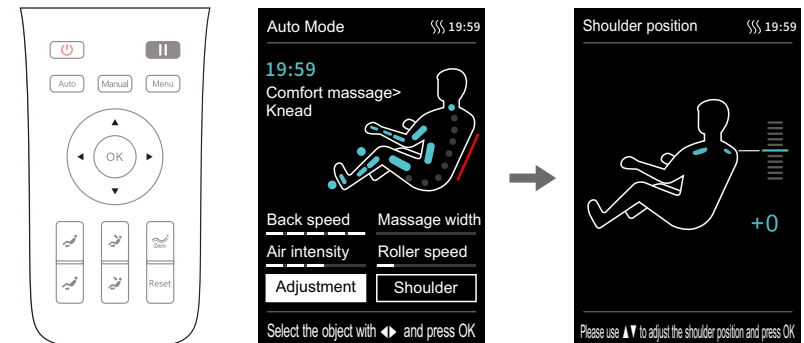 Auto
Manual
Menu
OK
Zero
Reset
Auto Mode
19:59
19:59
Comfort massage>
Knead
Back speed
Massage width
Air intensity
Roller speed
Adjustment
Shoulder
Select the object with ◀▶ and press OK
Shoulder position
19:59
+0
Please use ▲▼ to adjust the shoulder position and press OK